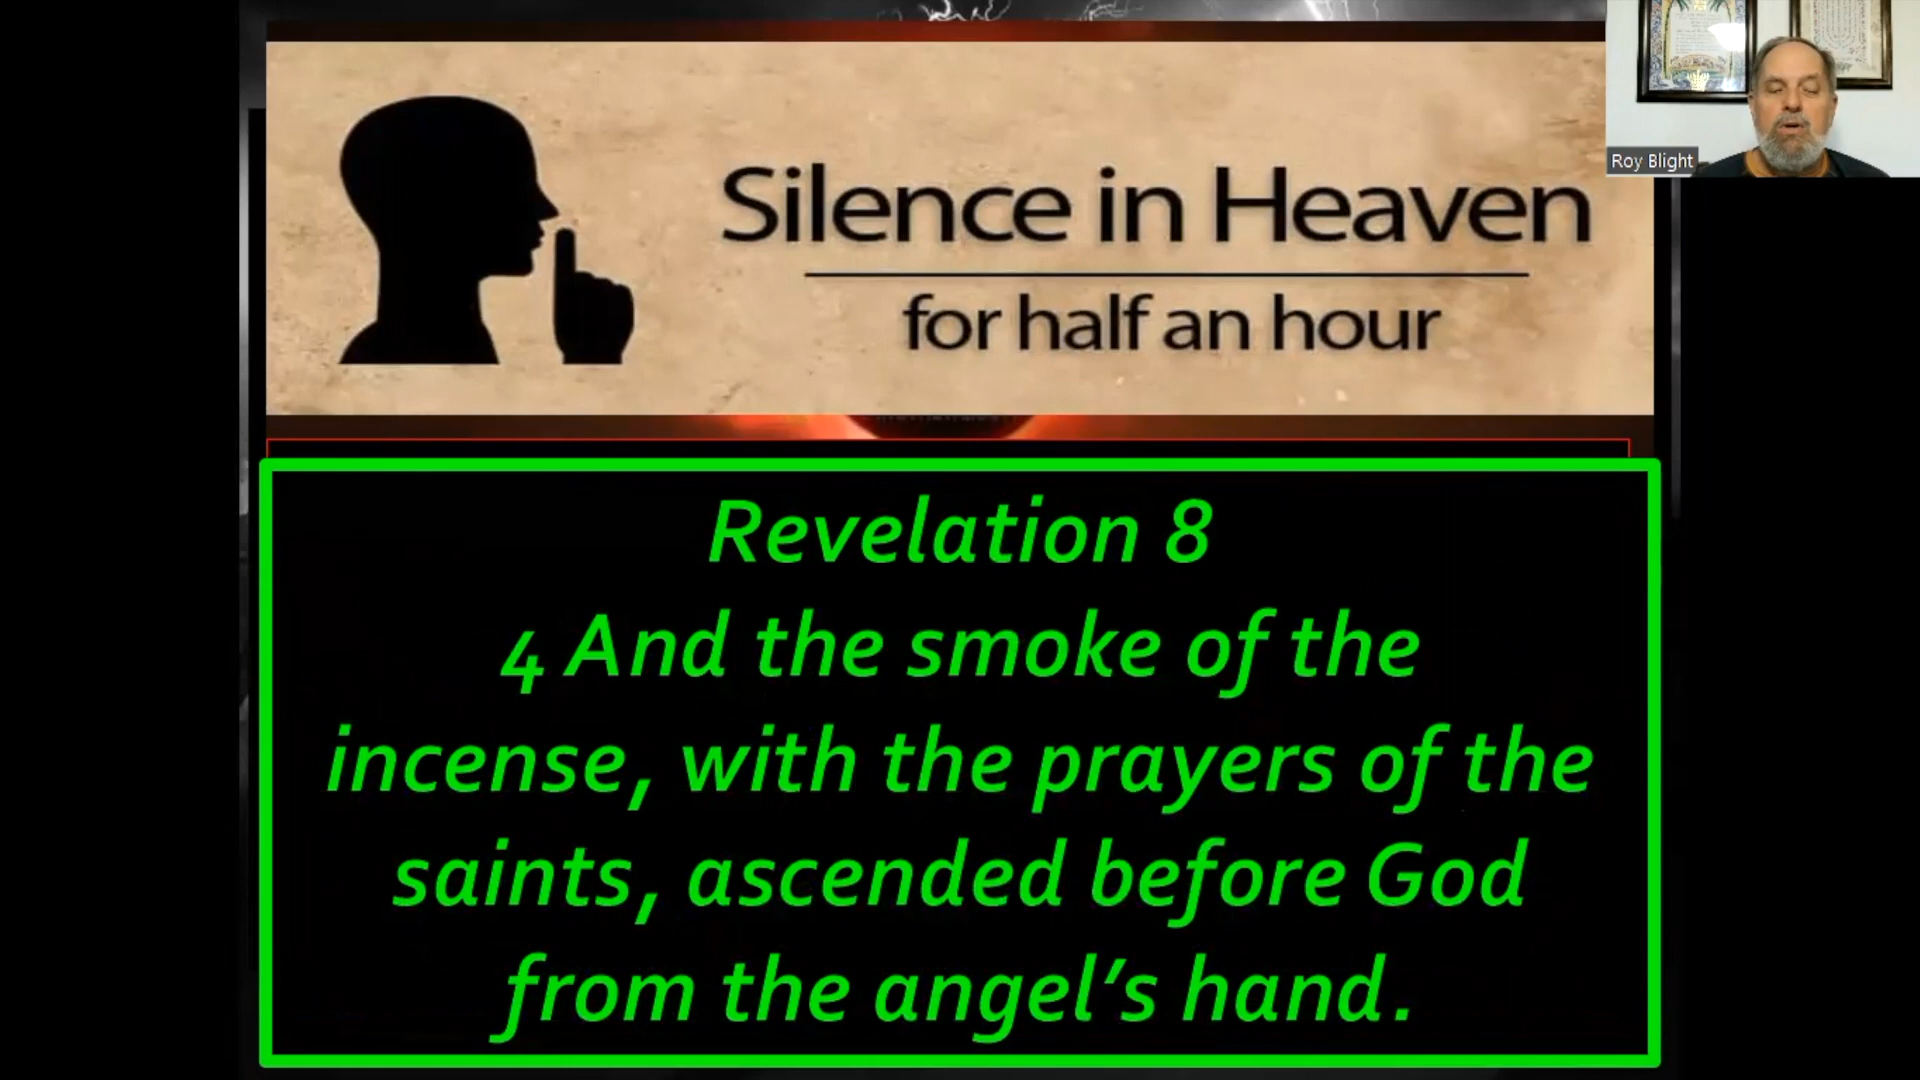 Silence in Heaven
for half an hour
Roy Blight
Revelation 8
4 And the smoke of the
incense, with the prayers of the
saints, ascended before God
from the angel's hand.